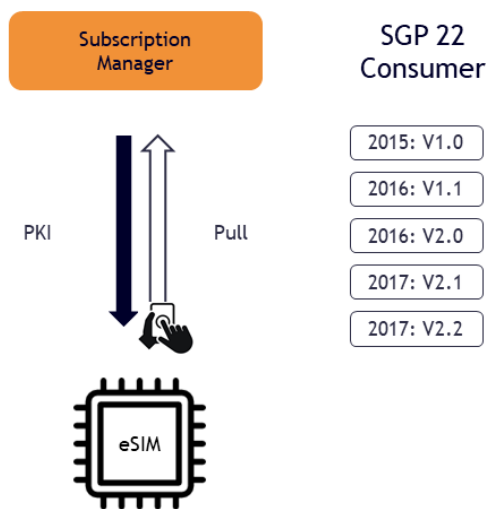 Subscription
Manager
SGP 22
Consumer
2015: V1.0
2016: V1.1
PKI
Pull
2016: V2.0
2017: V2.1
2017: V2.2
eSIM